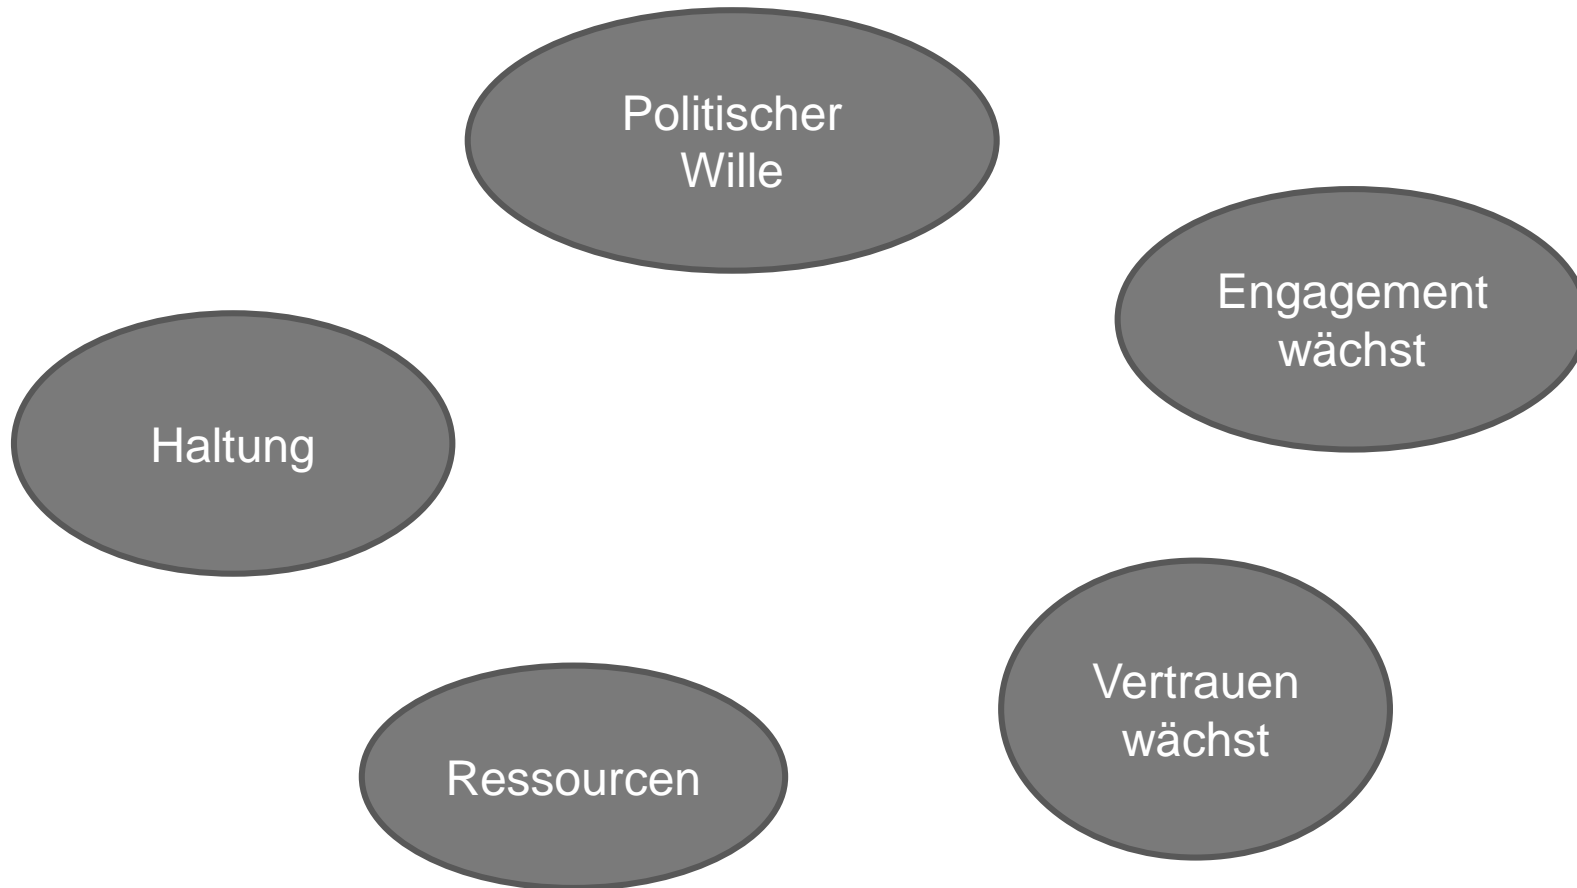 Politischer
Wille
Engagement
wächst
Haltung
Vertrauen
wächst
Ressourcen